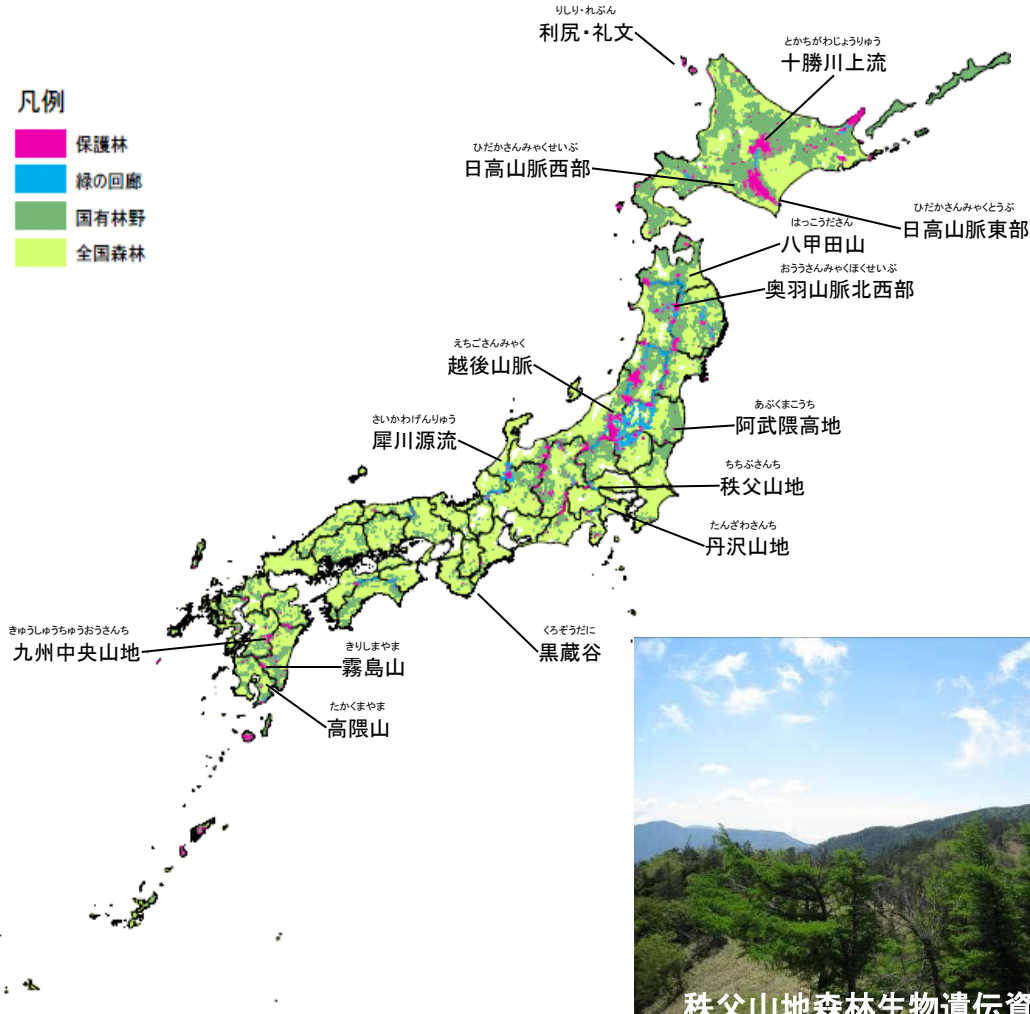 りしり・れぶん
利尻・礼文
とかちがわじょうりゅう
十勝川上流
凡例
保護林
緑の回廊
国有林野
全国森林
ひだかさんみゃくせいぶ
日高山脈西部
ひだかさんみゃくとうぶ
日高山脈東部
はっこうださん
八甲田山
おううさんみゃくほくせいぶ
奥羽山脈北西部
えちごさんみゃく
越後山脈
あぶくまこうち
阿武隈高地
さいかわげんりゅう
犀川源流
ちちぶさんち
秩父山地
たんざわさんち
丹沢山地
くろぞうだに
黒蔵谷
きゅうしゅうちゅうおうさんち
九州中央山地
きりしまやま
霧島山
たかくまやま
高隈山
秩父山地森林生物遺伝資